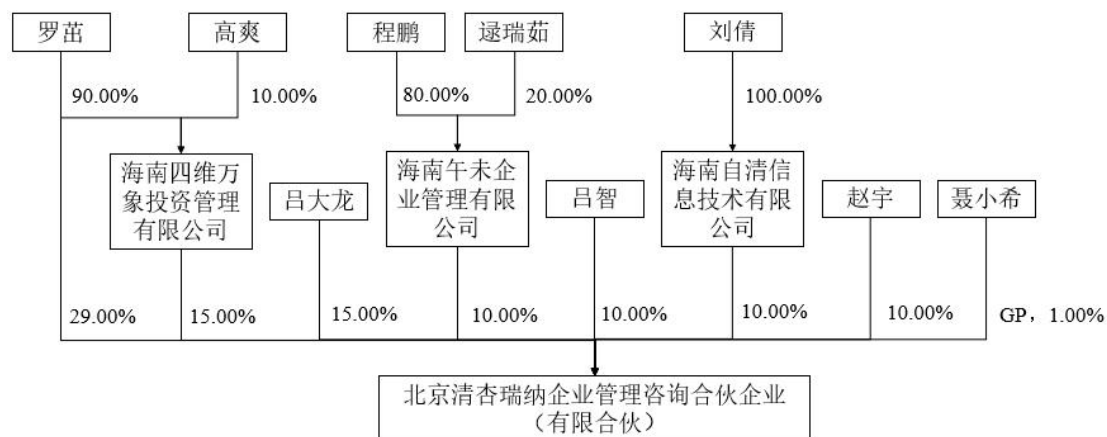 罗茁
高爽
程鹏
逯瑞茹
刘倩
90.00%
10.00%
80.00%
20.00%
100.00%
海南四维万
象投资管理
有限公司
吕大龙
海南午未企
业管理有限
公司
吕智
海南自清信
息技术有限
公司
赵宇
聂小希
29.00%
15.00%
15.00%
10.00%
10.00%
10.00%
10.00%
GP，1.00%
北京清杏瑞纳企业管理咨询合伙企业
（有限合伙）